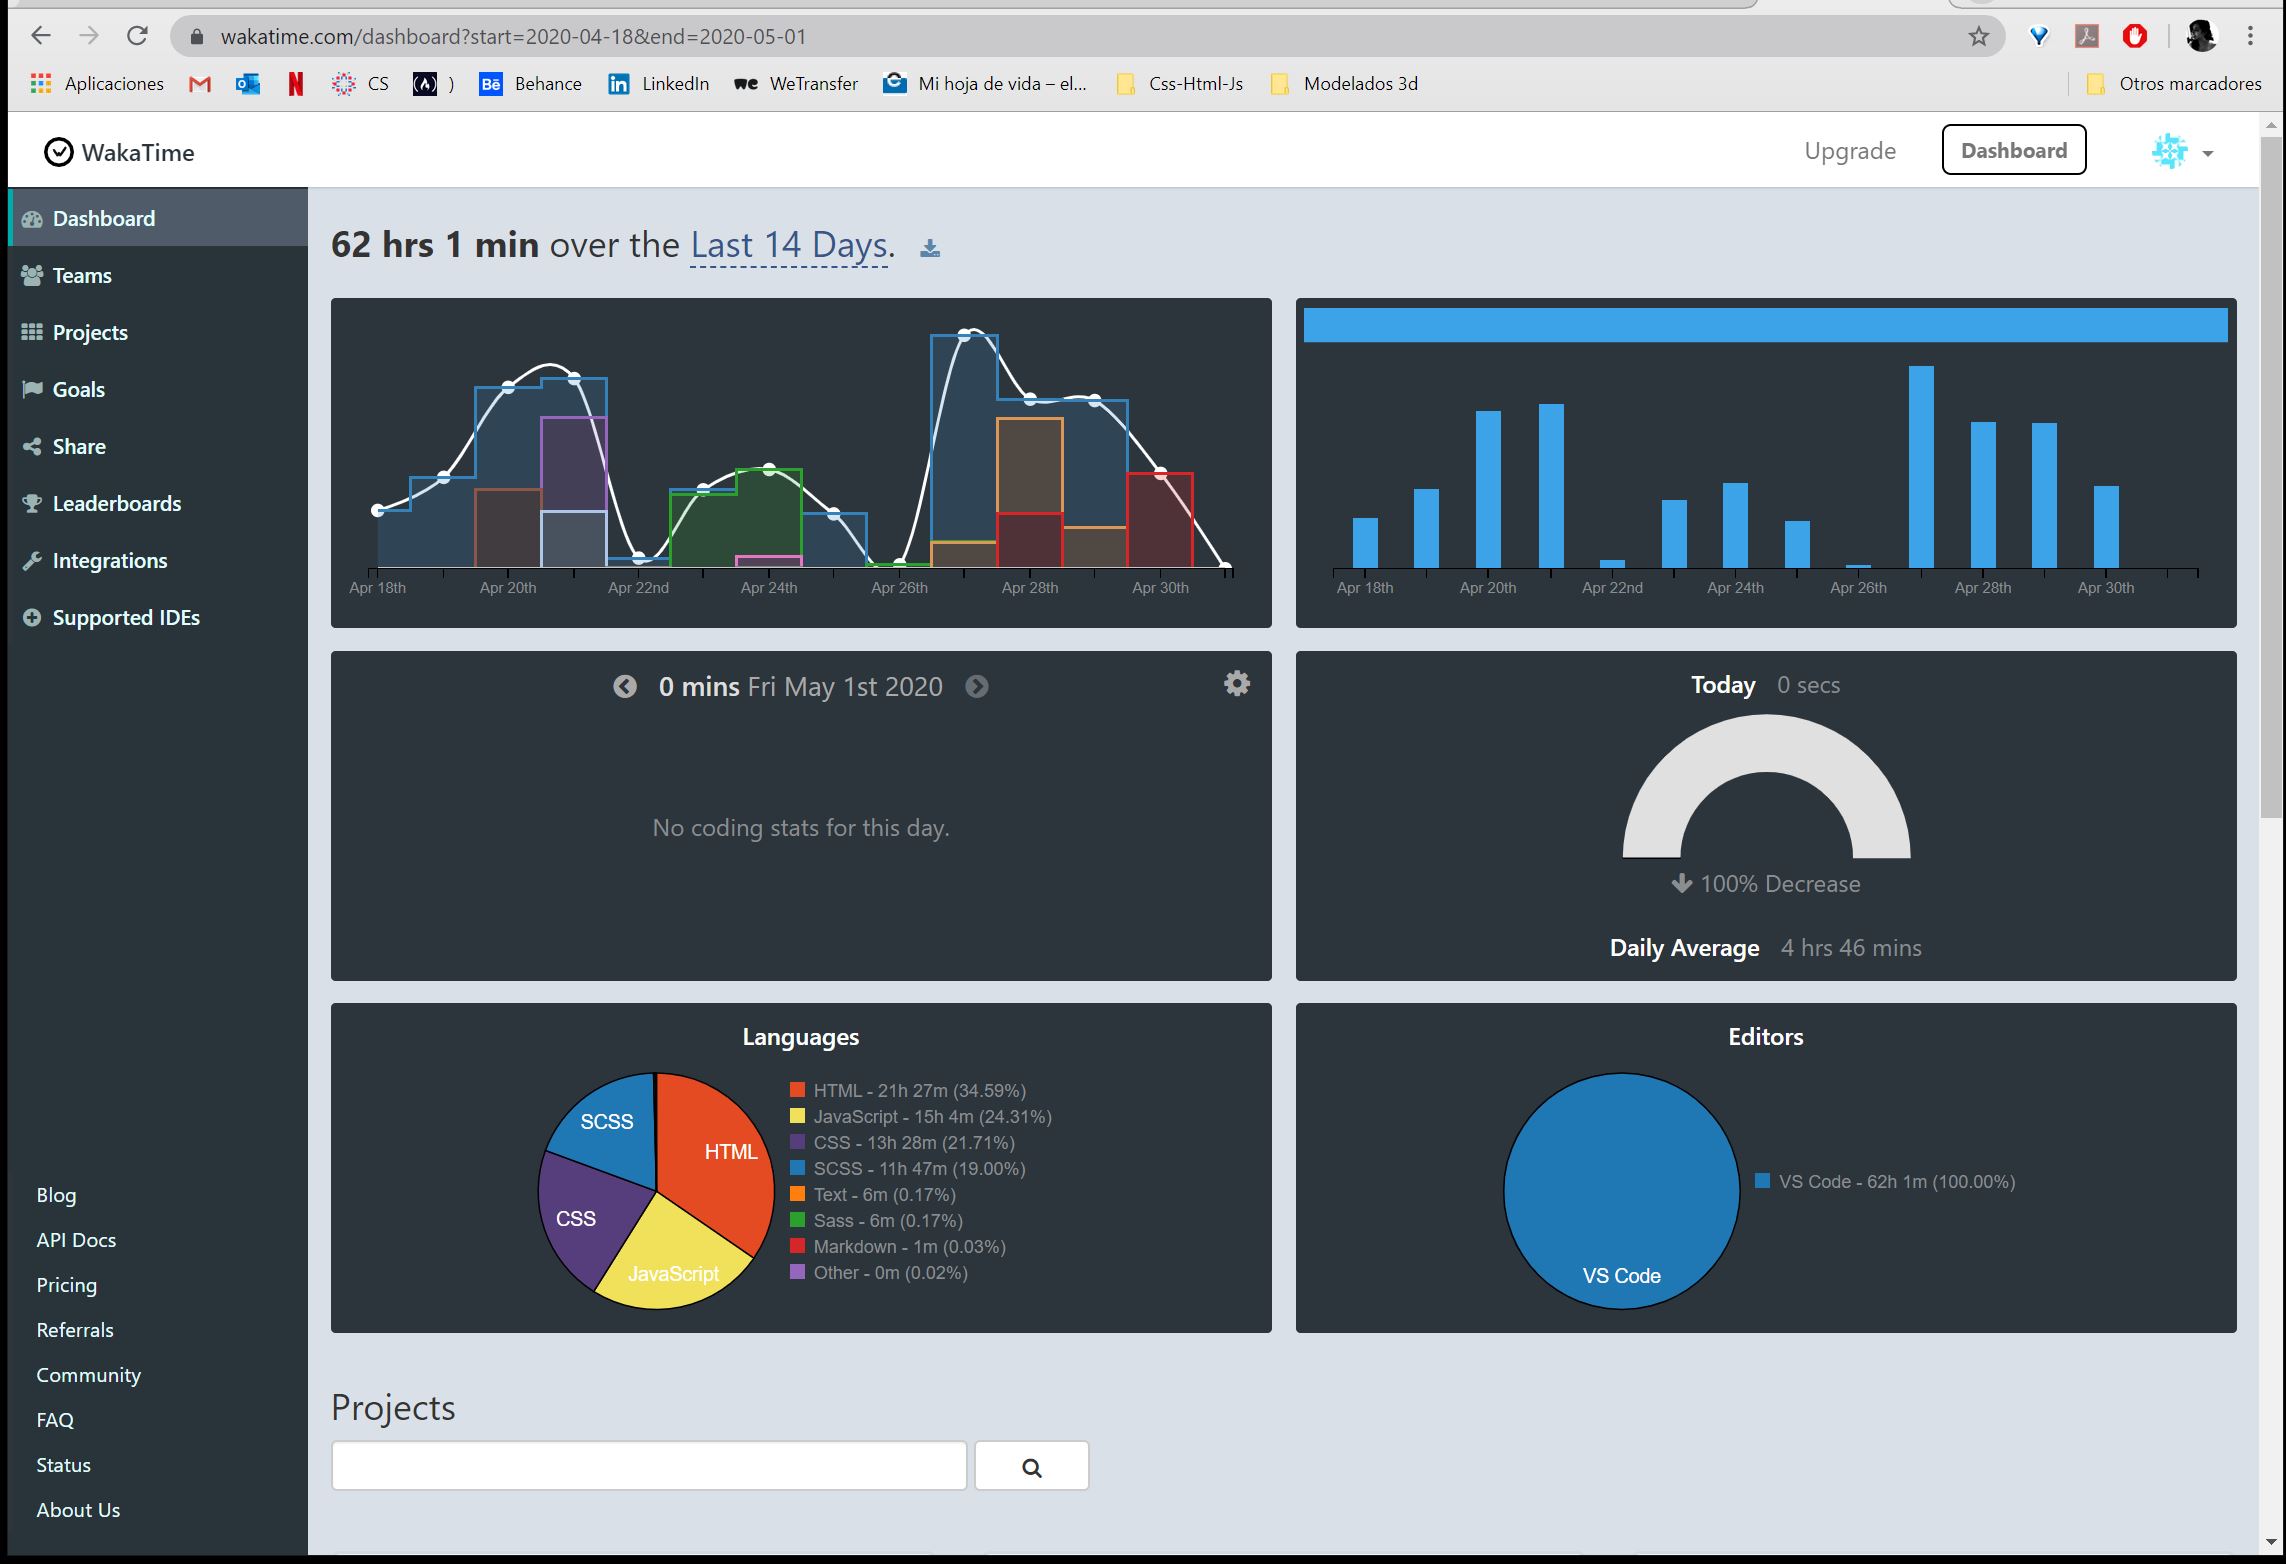 wakatime.com/dashboard?start=2020-04-18&end=2020-05-01
Aplicaciones
CS
(A) )
Bē Behance
in LinkedIn
we WeTransfer
Mi hoja de vida – el...
Css-Html-Js
Modelados 3d
Otros marcadores
WakaTime
Upgrade
Dashboard
Dashboard
Teams
Projects
Goals
Share
Leaderboards
Integrations
Supported IDEs
Blog
API Docs
Pricing
Referrals
Community
FAQ
Status
About Us
62 hrs 1 min over the Last 14 Days.
Apr 18th Apr 20th Apr 22nd Apr 24th Apr 26th Apr 28th Apr 30th
Apr 18th Apr 20th Apr 22nd Apr 24th Apr 26th Apr 28th Apr 30th
0 mins Fri May 1st 2020
No coding stats for this day.
Today 0 secs
100% Decrease
Daily Average 4 hrs 46 mins
Languages
SCSS
HTML
CSS
JavaScript
HTML - 21h 27m (34.59%)
JavaScript - 15h 4m (24.31%)
CSS - 13h 28m (21.71%)
SCSS - 11h 47m (19.00%)
Text - 6m (0.17%)
Sass - 6m (0.17%)
Markdown - 1m (0.03%)
Other - 0m (0.02%)
Editors
VS Code
VS Code - 62h 1m (100.00%)
Projects